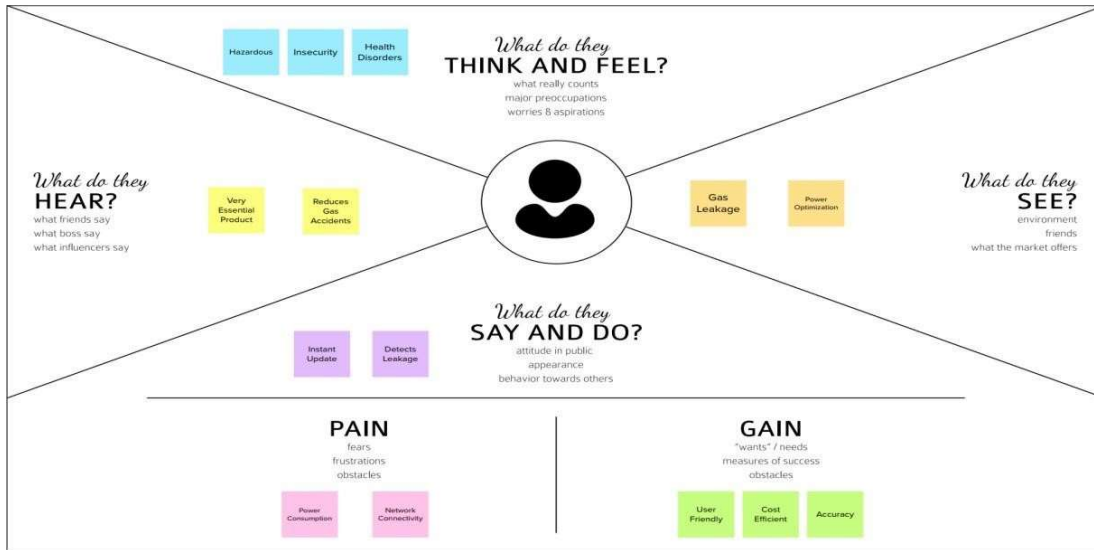 Hazardous
Insecurity
Health
Disorders
What do they
THINK AND FEEL?
what really counts
major preoccupations
worries 8 aspirations
What do they
HEAR?
what friends say
what boss say
what influencers say
Very
Essential
Product
Reduces
Gas
Accidents
Gas
Leakage
Power
Optimization
What do they
SEE?
environment
friends
what the market offers
What do they
SAY AND DO?
attitude in public
appearance
behavior towards others
Instant
Update
Detects
Leakage
PAIN
fears
frustrations
obstacles
Power
Consumption
Network
Connectivity
GAIN
"wants" / needs
measures of success
obstacles
User
Friendly
Cost
Efficient
Accuracy